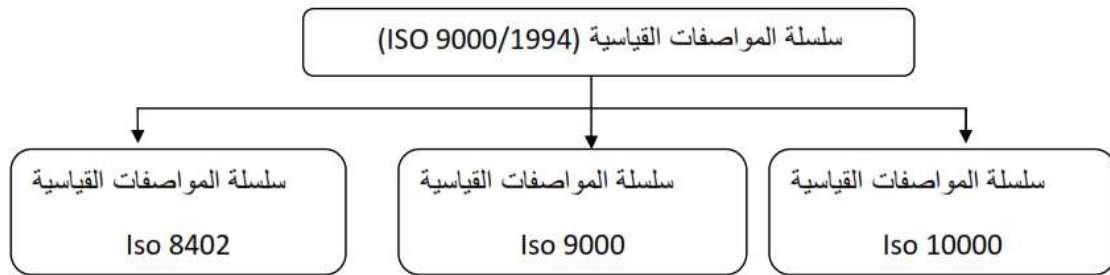 سلسلة المواصفات القياسية (ISO 9000/1994)
سلسلة المواصفات القياسية
Iso 10000
سلسلة المواصفات القياسية
Iso 9000
سلسلة المواصفات القياسية
Iso 8402